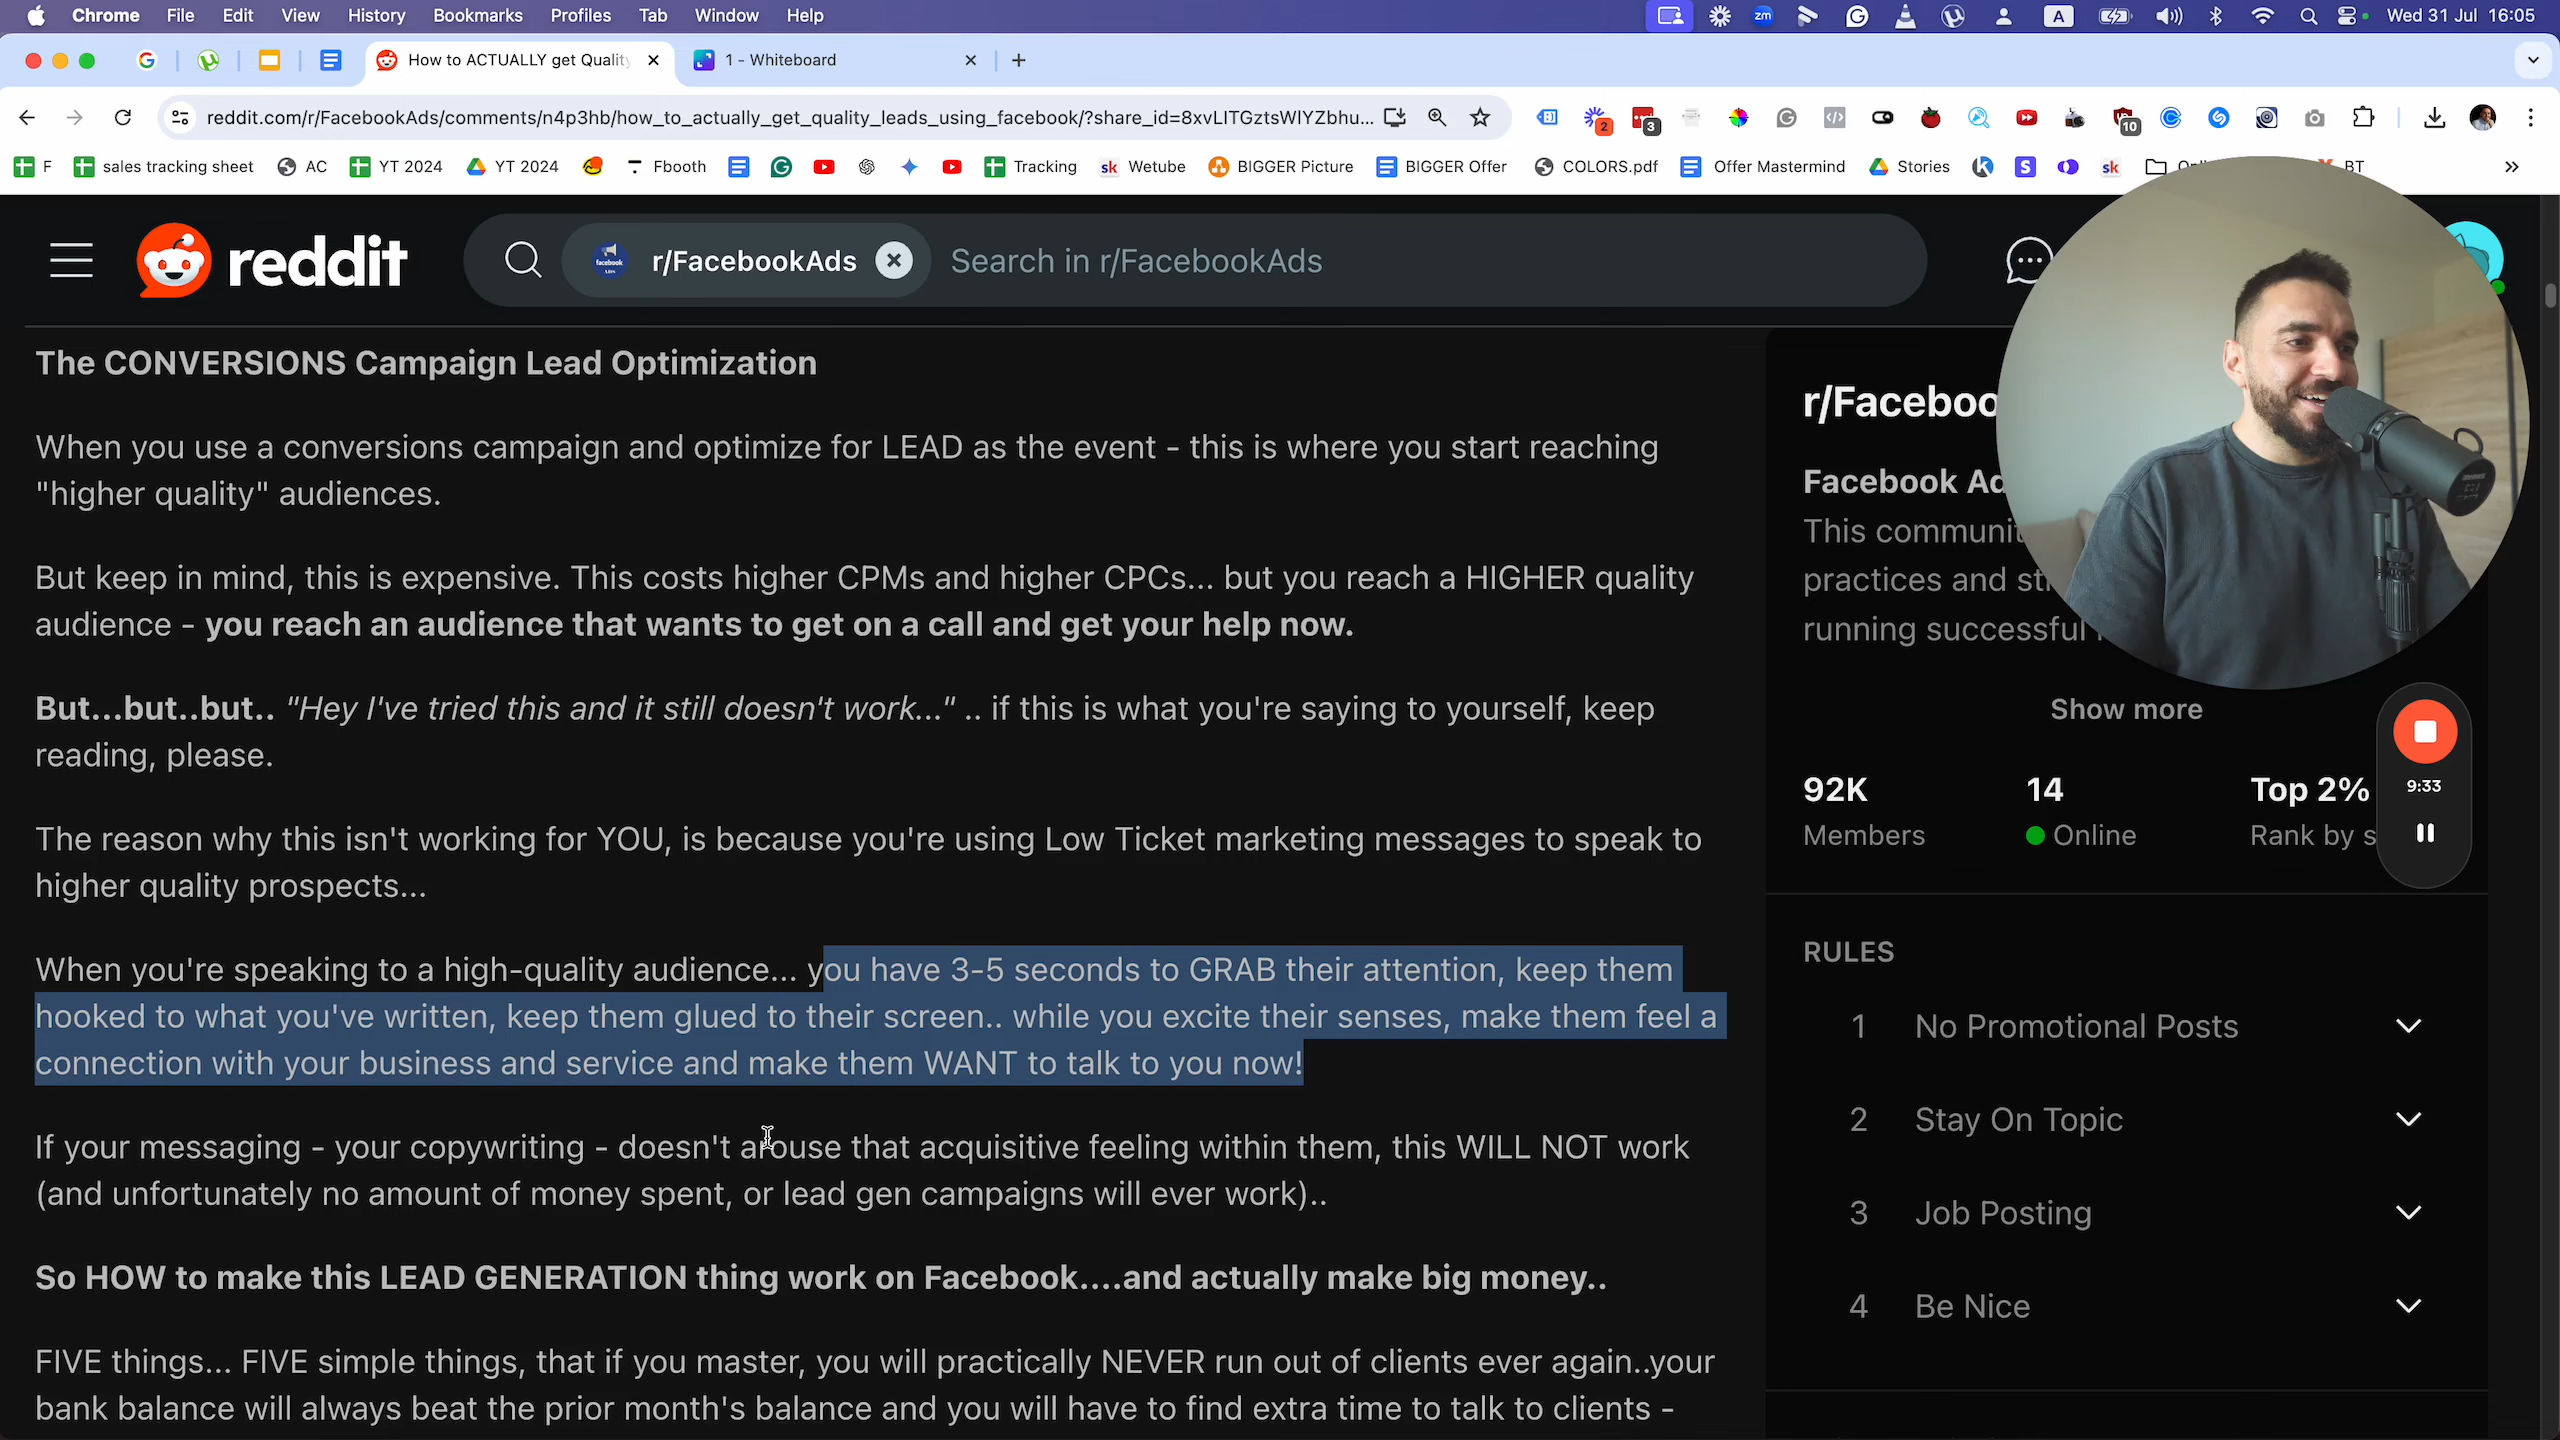 Chrome File Edit View History Bookmarks Profiles Tab Window Help
zm A Wed 31 Jul 16:05
How to ACTUALLY get Quality
1 - Whiteboard
reddit.com/r/FacebookAds/comments/n4p3hb/how_to_actually_get_quality_leads_using_facebook/?share_id=8xvLITGztsWlYZbhu...
2 3 10
F sales tracking sheet AC YT 2024 YT 2024 Fbooth Tracking sk Wetube BIGGER Picture BIGGER Offer COLORS.pdf Offer Mastermind Stories sk BT
reddit
r/FacebookAds Search in r/FacebookAds
The CONVERSIONS Campaign Lead Optimization
When you use a conversions campaign and optimize for LEAD as the event - this is where you start reaching
"higher quality" audiences.
But keep in mind, this is expensive. This costs higher CPMs and higher CPCs... but you reach a HIGHER quality
audience - you reach an audience that wants to get on a call and get your help now.
But...but..but.. "Hey I've tried this and it still doesn't work..." .. if this is what you're saying to yourself, keep
reading, please.
The reason why this isn't working for YOU, is because you're using Low Ticket marketing messages to speak to
higher quality prospects...
When you're speaking to a high-quality audience... you have 3-5 seconds to GRAB their attention, keep them
hooked to what you've written, keep them glued to their screen.. while you excite their senses, make them feel a
connection with your business and service and make them WANT to talk to you now!
If your messaging - your copywriting - doesn't arouse that acquisitive feeling within them, this WILL NOT work
(and unfortunately no amount of money spent, or lead gen campaigns will ever work)..
So HOW to make this LEAD GENERATION thing work on Facebook....and actually make big money..
FIVE things... FIVE simple things, that if you master, you will practically NEVER run out of clients ever again..your
bank balance will always beat the prior month's balance and you will have to find extra time to talk to clients -
r/Faceboo
Facebook Ad
This communi
practices and st
running successful
Show more
92K 14 Top 2%
Members Online Rank by s
9:33
RULES
1 No Promotional Posts
2 Stay On Topic
3 Job Posting
4 Be Nice